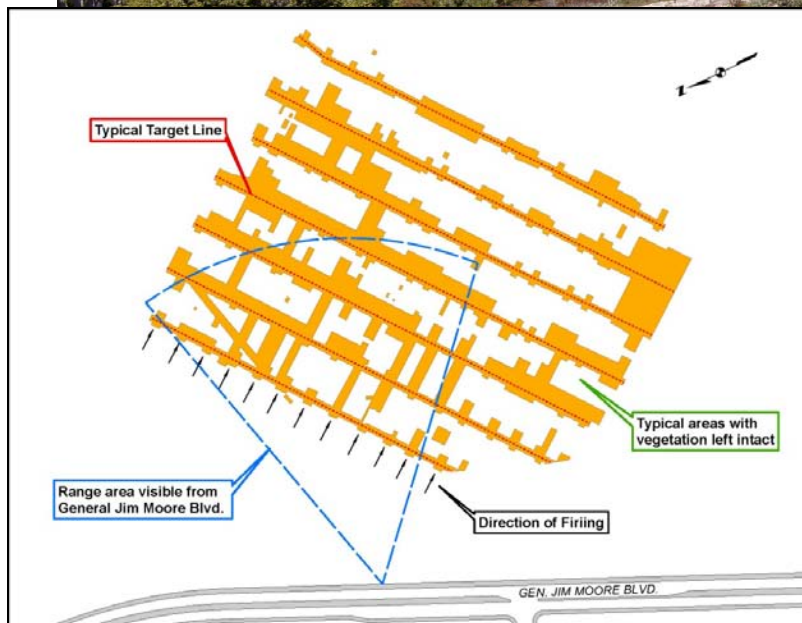 Z
Typical Target Line
Typical areas with
vegetation left intact
Range area visible from
General Jim Moore Blvd.
Direction of Firiing
GEN. JIM MOORE BLVD.